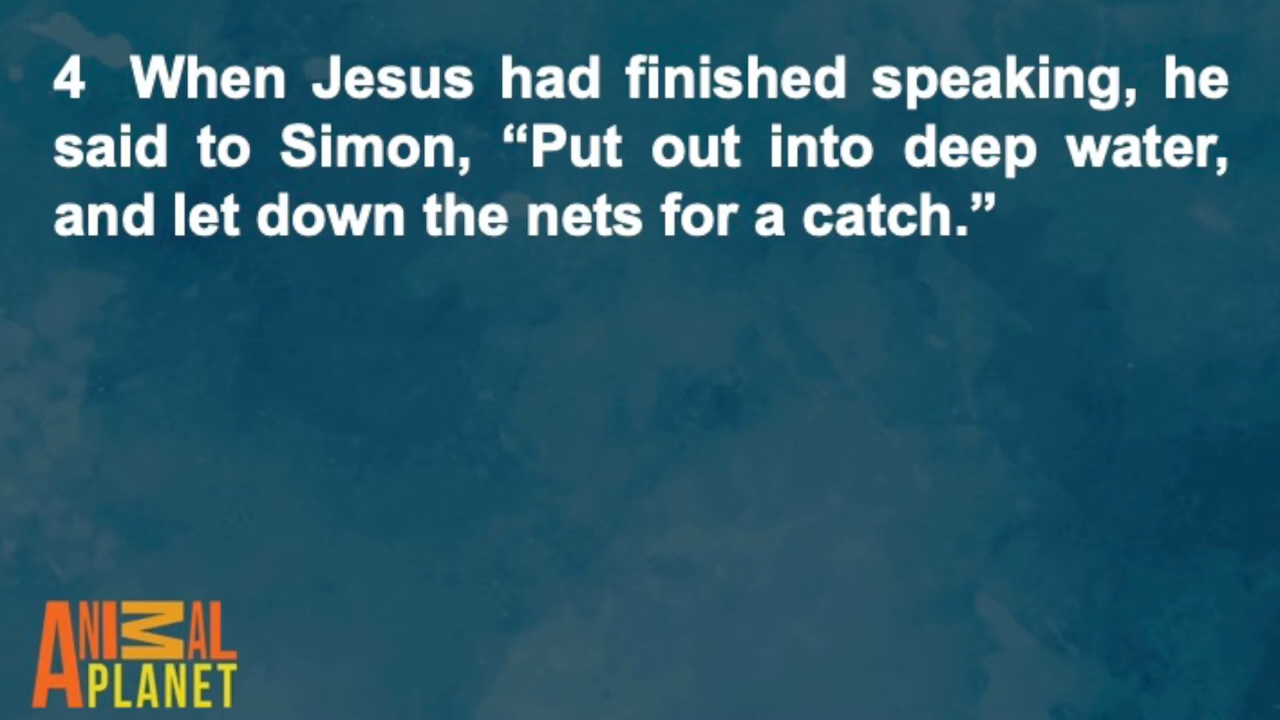 4 When Jesus had finished speaking, he
said to Simon, “Put out into deep water,
and let down the nets for a catch.”
ANIMAL
PLANET